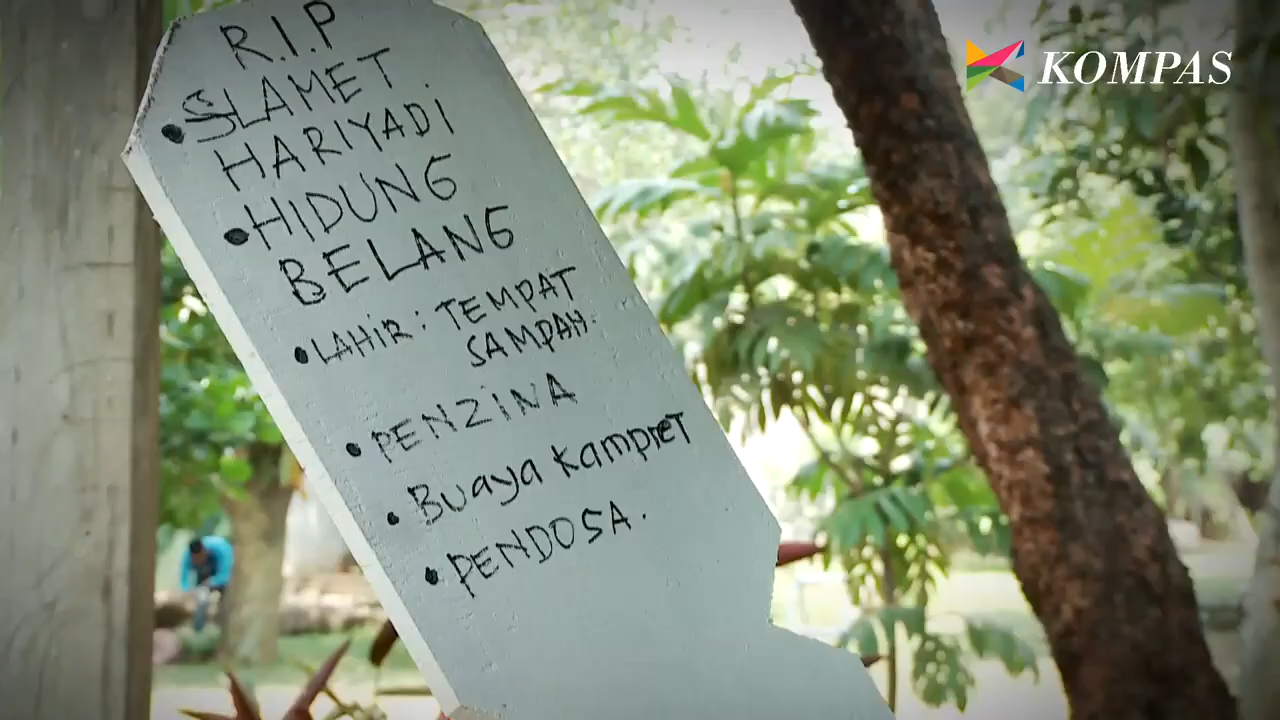 KOMPAS
R.I.P
• SLAMET.
HARIYADI
• HIDUNG
BELANG
• LAHIR: TEMPAT
SAMPAH.
• PENZINA
• Buaya kampret
• PENDOSA.